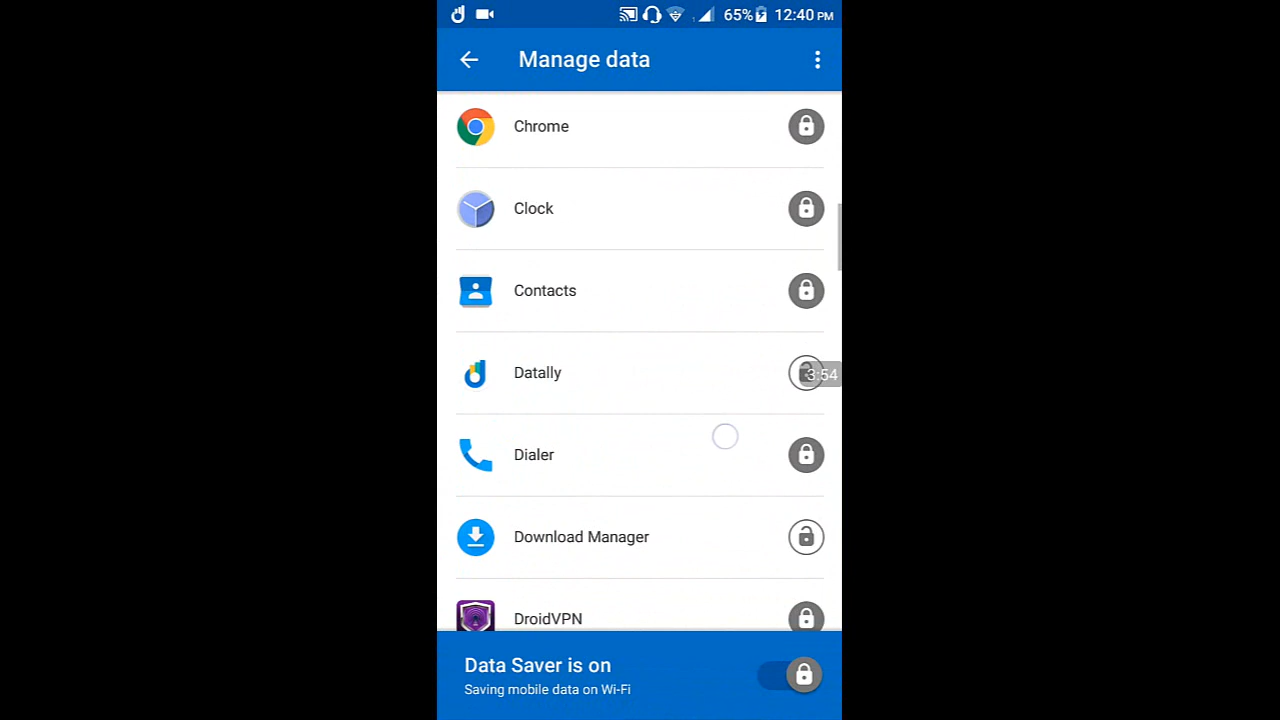 65% 12:40 PM
Manage data
Chrome
Clock
Contacts
Datally
3:54
Dialer
Download Manager
DroidVPN
Data Saver is on
Saving mobile data on Wi-Fi